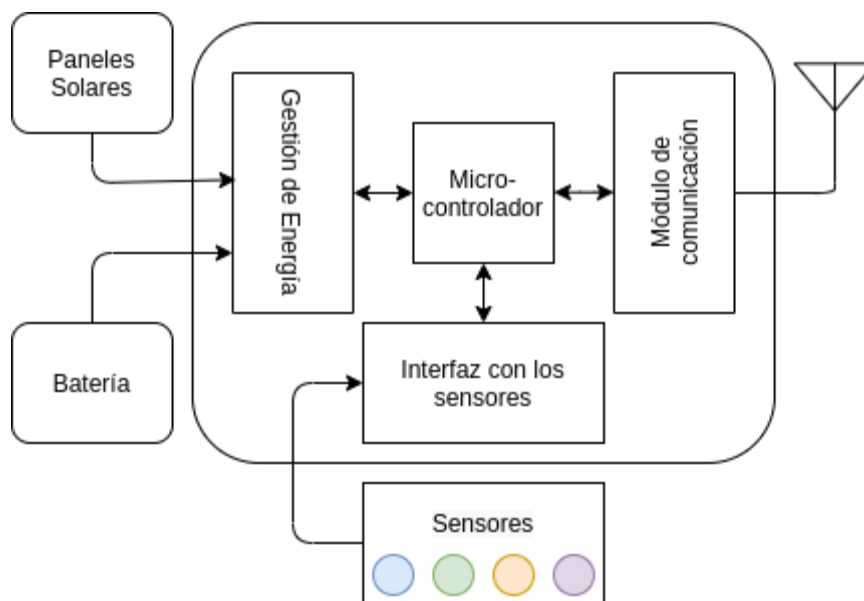 Paneles
Solares
Gestión de Energía
Micro-
controlador
Módulo de
comunicación
Batería
Interfaz con los
sensores
Sensores